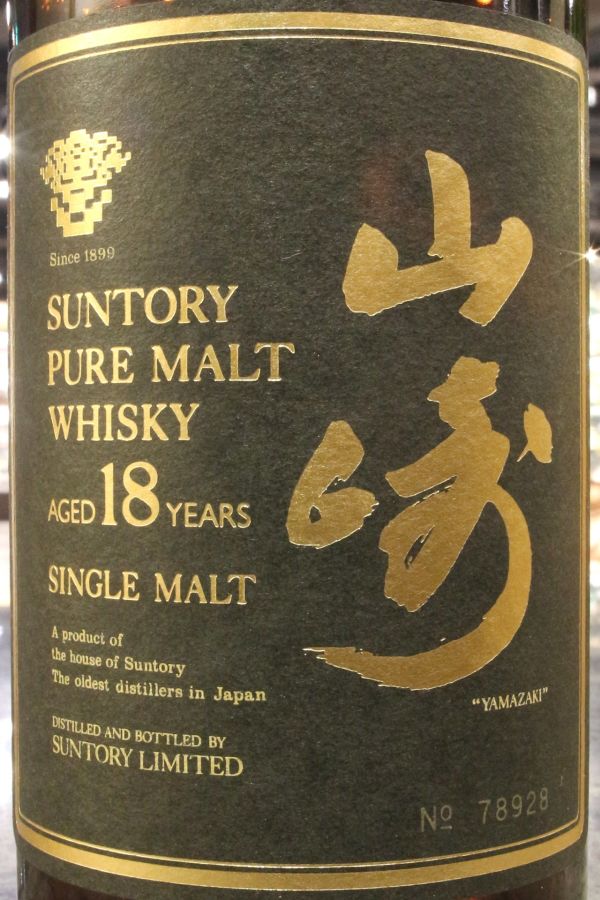 Since 1899
SUNTORY
PURE MALT
WHISKY
AGED 18 YEARS
SINGLE MALT
A product of
the house of Suntory
The oldest distillers in Japan
DISTILLED AND BOTTLED BY
SUNTORY LIMITED
山崎
“YAMAZAKI”
No 78928